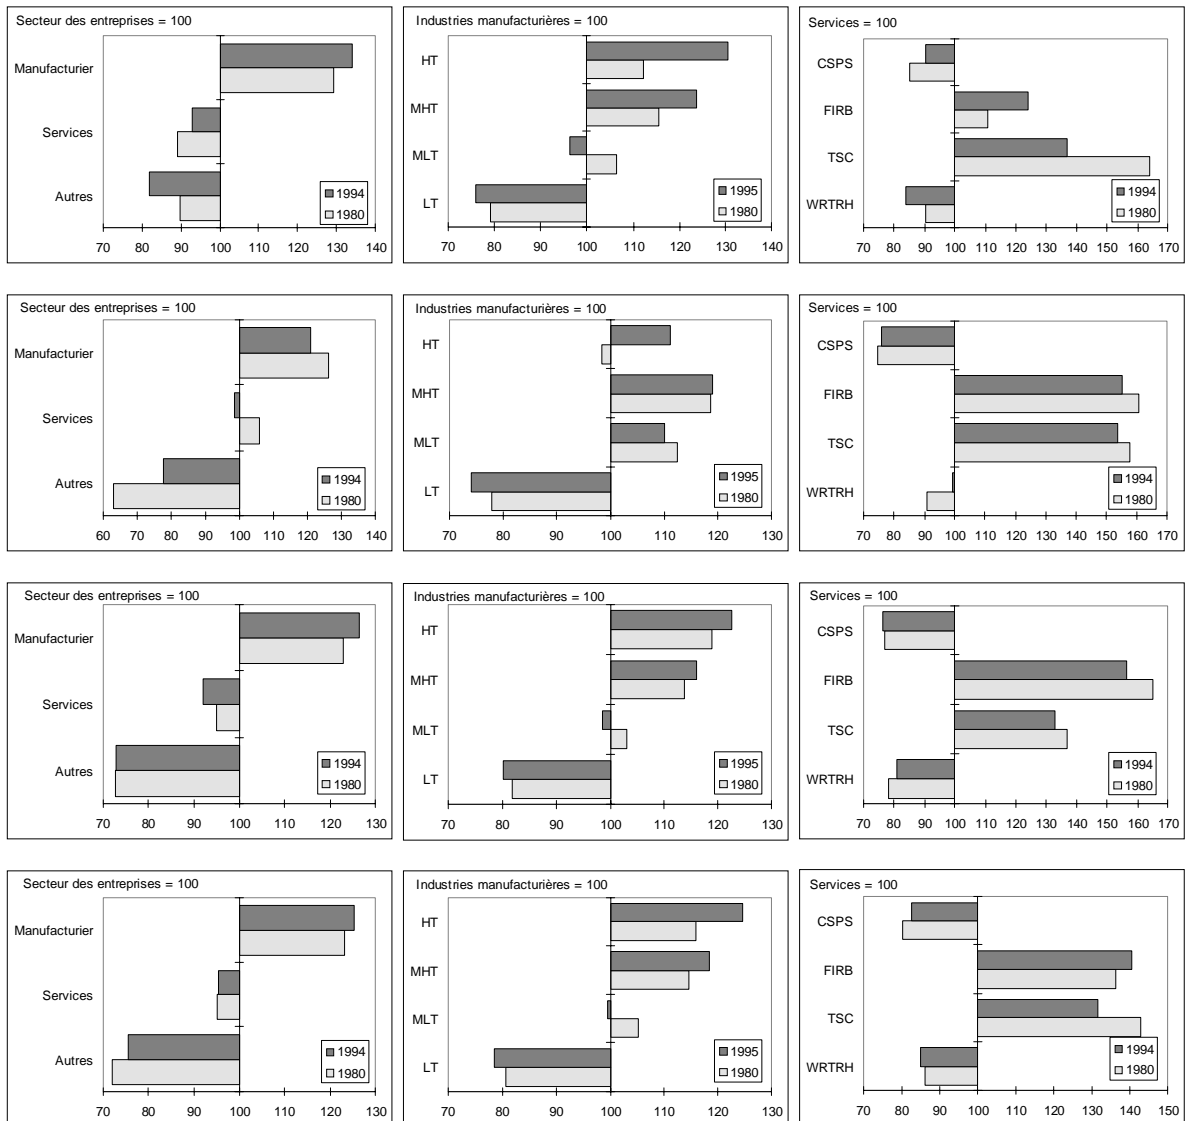 Secteur des entreprises = 100
Manufacturier
Services
Autres
1994
1980
70 80 90 100 110 120 130 140
Industries manufacturières = 100
HT
MHT
MLT
LT
1995
1980
70 80 90 100 110 120 130 140
Services = 100
CSPS
FIRB
TSC
WRTRH
1994
1980
70 80 90 100 110 120 130 140 150 160 170
Secteur des entreprises = 100
Manufacturier
Services
Autres
1994
1980
60 70 80 90 100 110 120 130 140
Industries manufacturières = 100
HT
MHT
MLT
LT
1995
1980
70 80 90 100 110 120 130
Services = 100
CSPS
FIRB
TSC
WRTRH
1994
1980
70 80 90 100 110 120 130 140 150 160 170
Secteur des entreprises = 100
Manufacturier
Services
Autres
1994
1980
70 80 90 100 110 120 130
Industries manufacturières = 100
HT
MHT
MLT
LT
1995
1980
70 80 90 100 110 120 130
Services = 100
CSPS
FIRB
TSC
WRTRH
1994
1980
70 80 90 100 110 120 130 140 150 160 170
Secteur des entreprises = 100
Manufacturier
Services
Autres
1994
1980
70 80 90 100 110 120 130
Industries manufacturières = 100
HT
MHT
MLT
LT
1995
1980
70 80 90 100 110 120 130
Services = 100
CSPS
FIRB
TSC
WRTRH
1994
1980
70 80 90 100 110 120 130 140 150